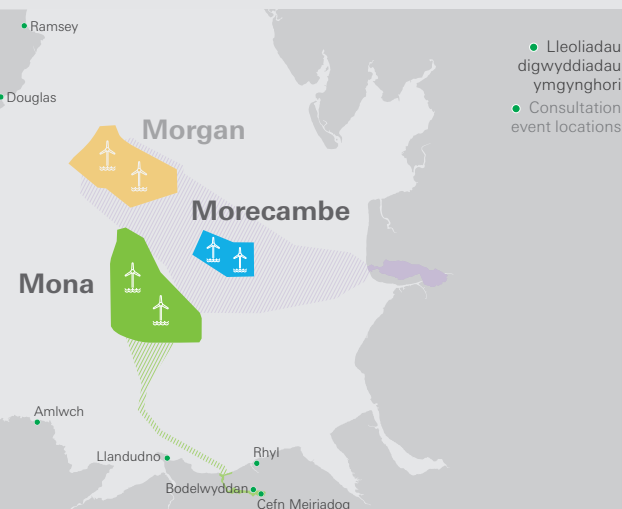 Ramsey
Lleoliadau
digwyddiadau
ymgynghori
Douglas
Consultation
event locations
Morgan
Morecambe
Mona
Amlwch
Llandudno
Rhyl
Bodelwyddan
Cefn Meiriadog